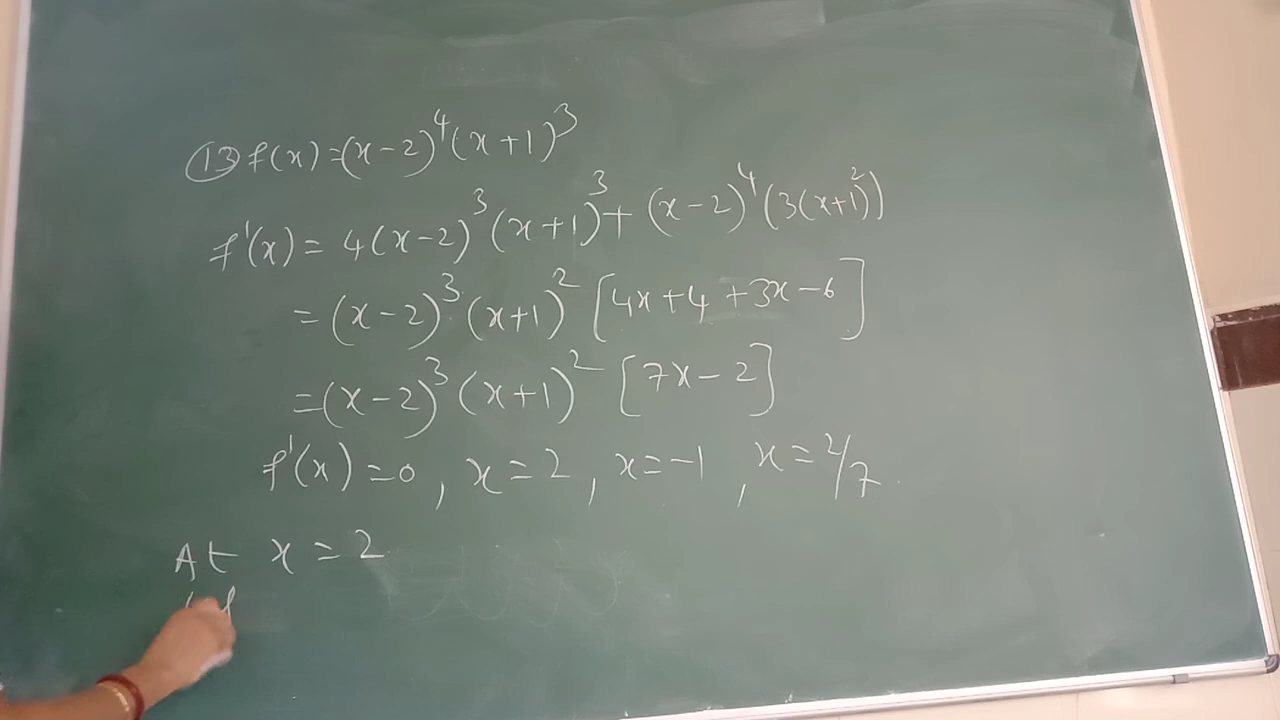 (13) f(x)=(x-2)⁴(x+1)³
f'(x)= 4(x-2)³(x+1)³+(x-2)⁴(3(x+1)²)
=(x-2)³(x+1)²[4x+4+3x-6]
=(x-2)³(x+1)²[7x-2]
f'(x)=0, x=2, x=-1, x=2/7.
At x=2